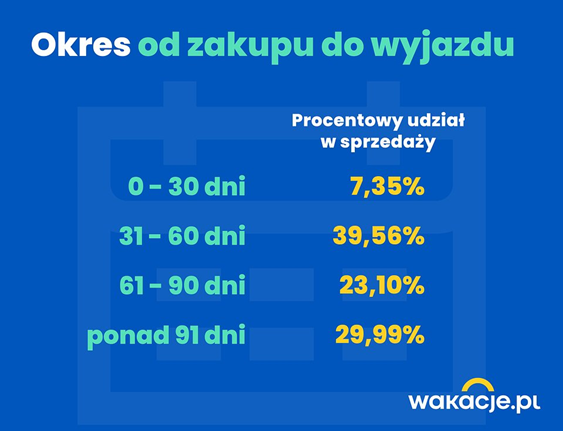 Okres od zakupu do wyjazdu
Procentowy udział
w sprzedaży
0 - 30 dni 7,35%
31 - 60 dni 39,56%
61 - 90 dni 23,10%
ponad 91 dni 29,99%
wakacje.pl